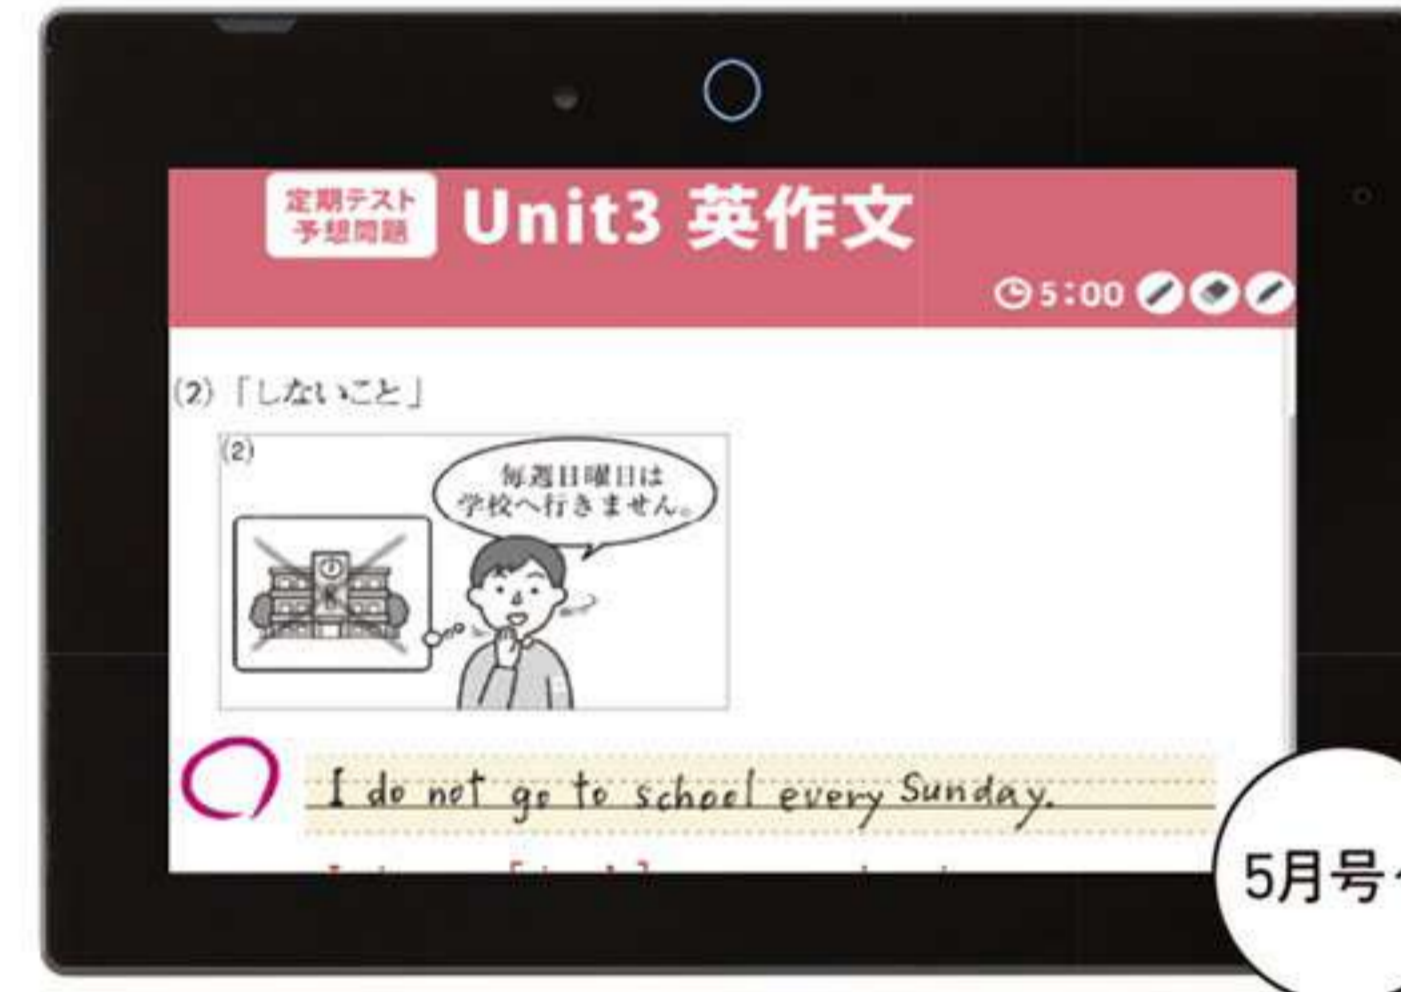 定期テスト
予想問題
Unit3 英作文
5:00
(2)「しないこと」
(2)
毎週日曜日は
学校へ行きません。
I do not go to school every Sunday.
5月号